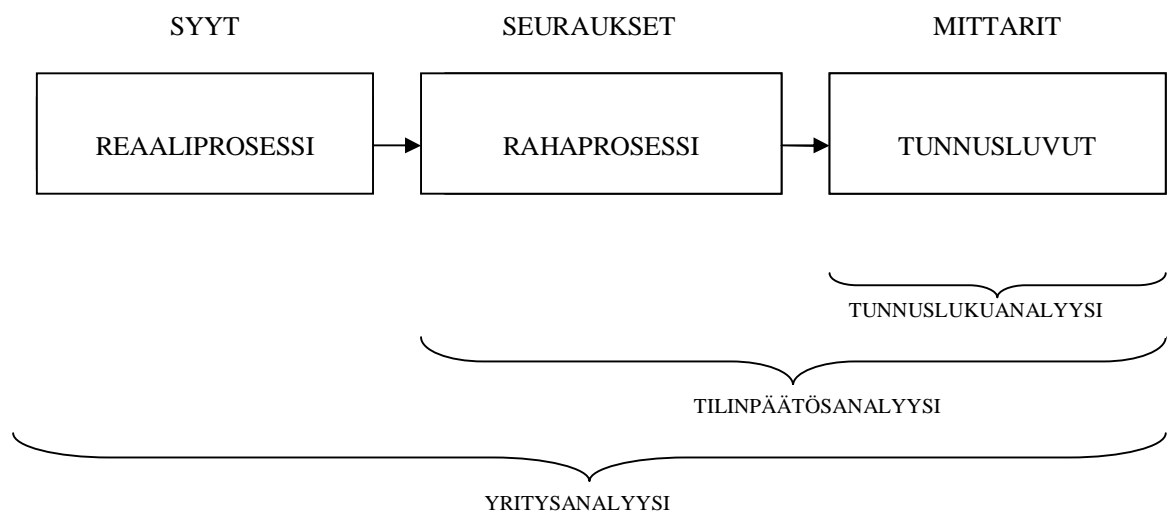 SYYT SEURAUKSET MITTARIT
REAALIPROSESSI RAHAPROSESSI TUNNUSLUVUT
TUNNUSLUKUANALYYSI
TILINPÄÄTÖSANALYYSI
YRITYSANALYYSI